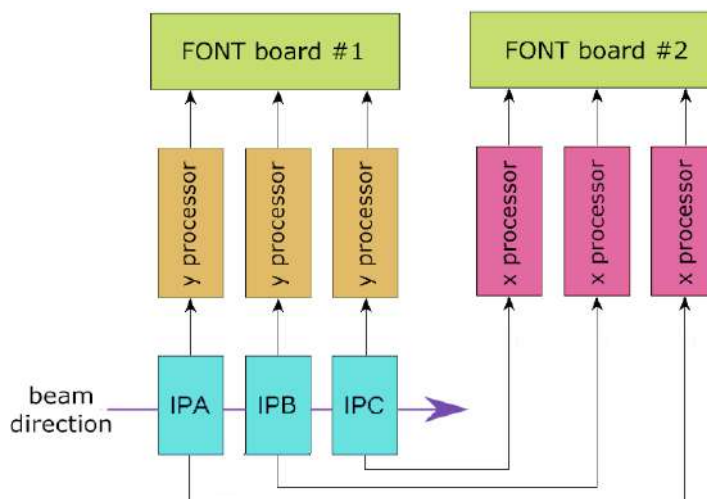 FONT board #1
FONT board #2
y processor
y processor
y processor
x processor
x processor
x processor
beam
direction
IPA
IPB
IPC